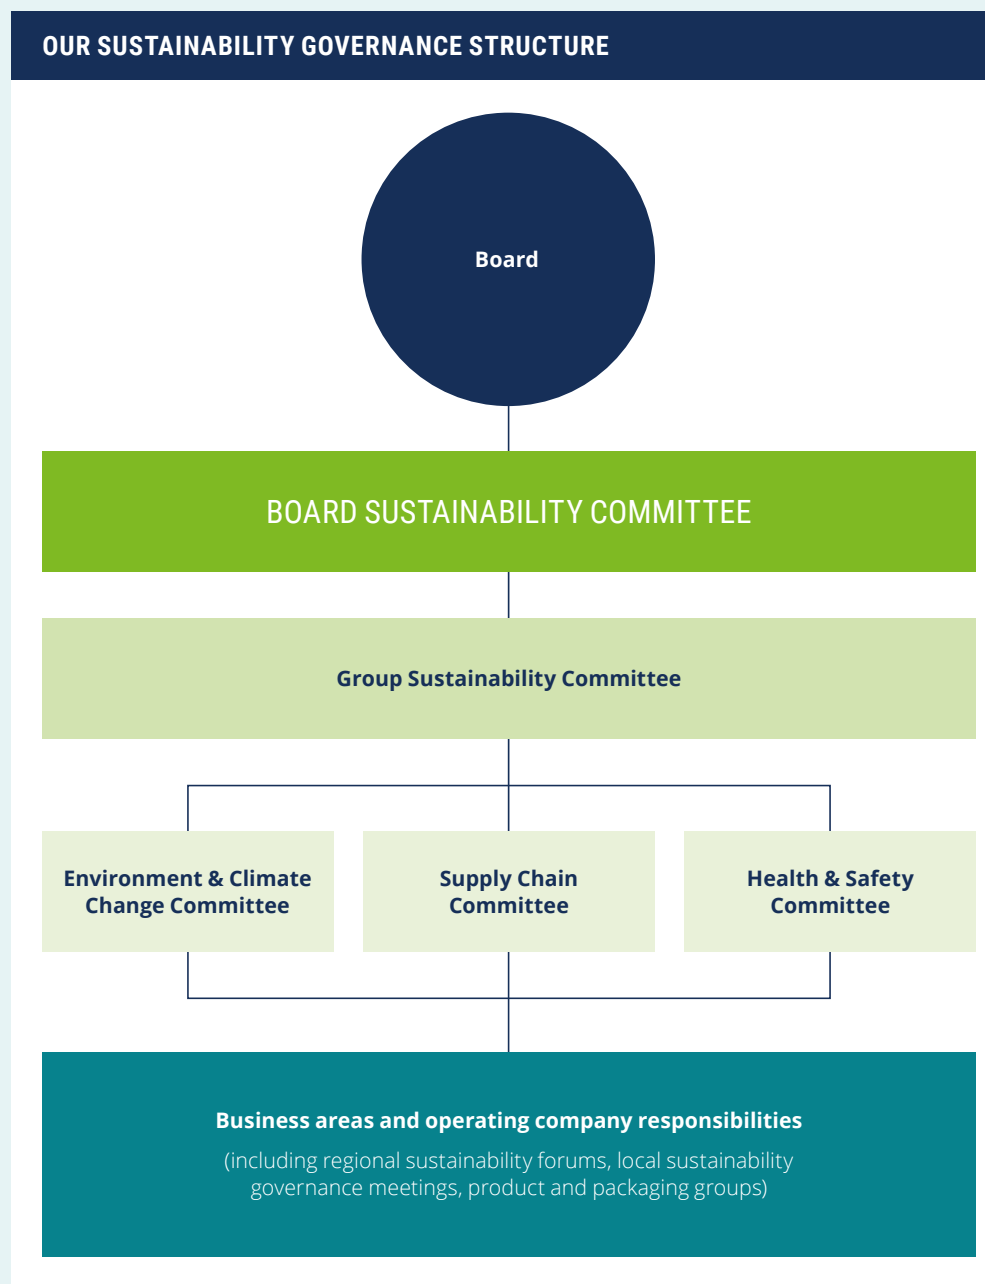 OUR SUSTAINABILITY GOVERNANCE STRUCTURE
Board
BOARD SUSTAINABILITY COMMITTEE
Group Sustainability Committee
Environment & Climate
Change Committee
Supply Chain
Committee
Health & Safety
Committee
Business areas and operating company responsibilities
(including regional sustainability forums, local sustainability
governance meetings, product and packaging groups)